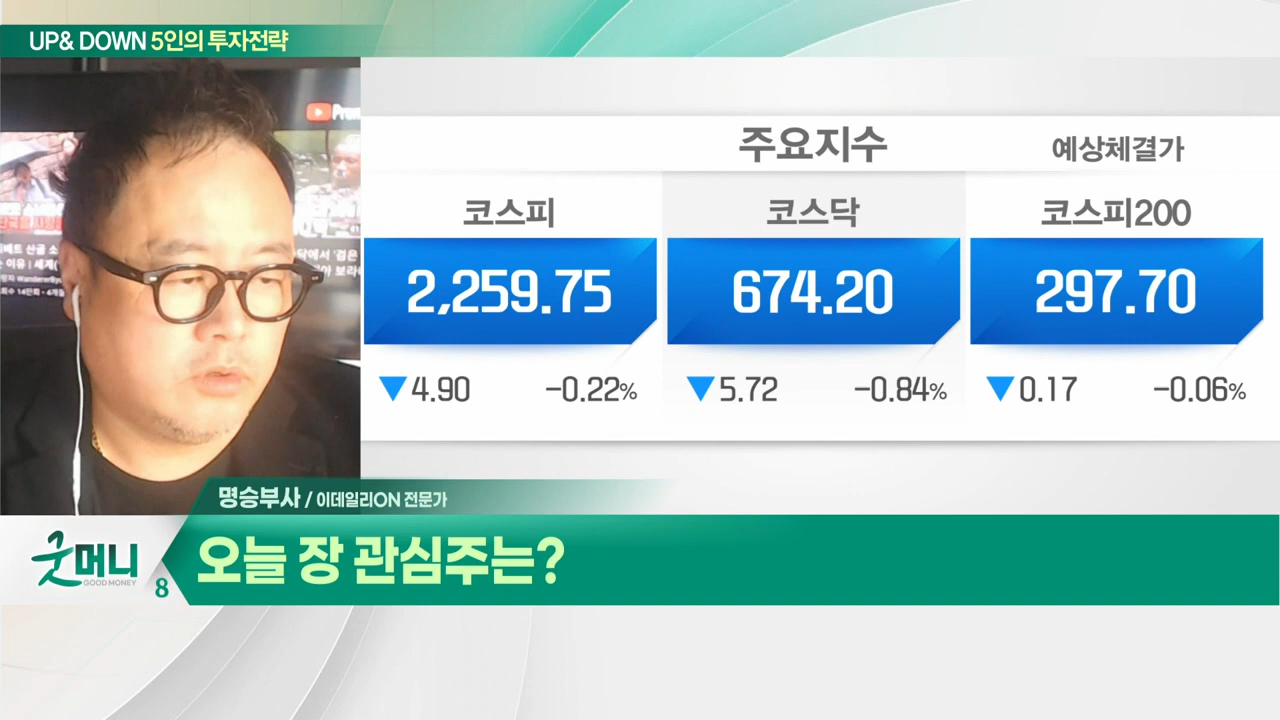 UP& DOWN 5인의 투자전략
주요지수
예상체결가
코스피
코스닥
코스피200
2,259.75
674.20
297.70
▼4.90 -0.22%
▼5.72 -0.84%
▼0.17 -0.06%
명승부사 / 이데일리ON 전문가
굿머니
GOOD MONEY
8
오늘 장 관심주는?